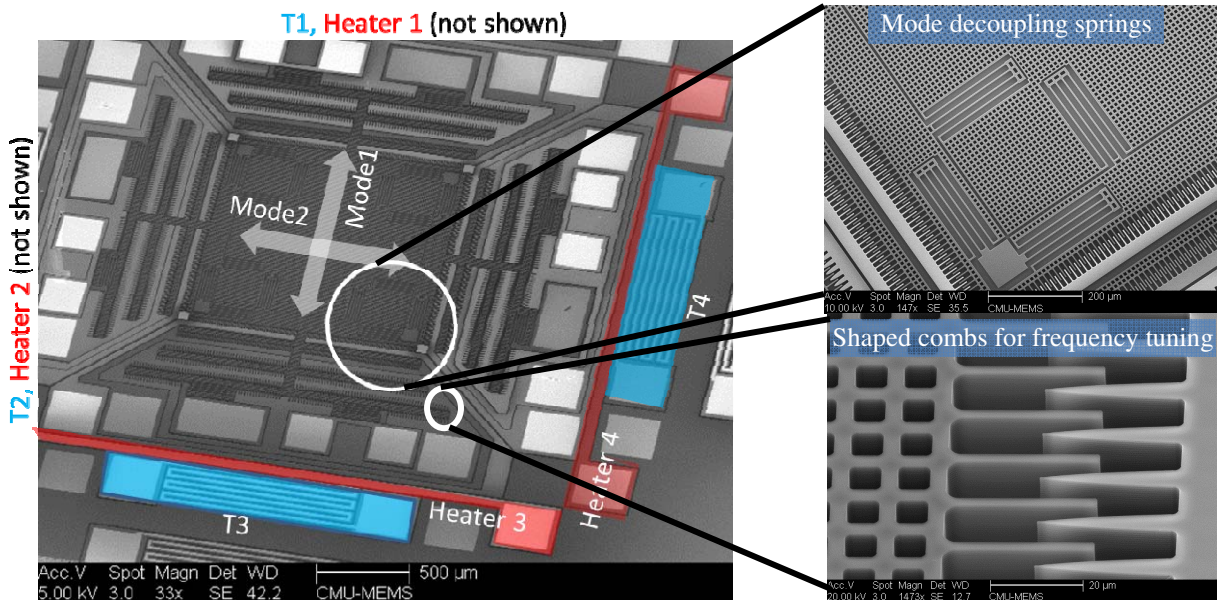 T1, Heater 1 (not shown)
T2, Heater 2 (not shown)
Mode1
Mode2
T4
Heater 4
T3
Heater 3
Acc.V Spot Magn Det WD 500 µm
5.00 kV 3.0 33x SE 42.2 CMU-MEMS
Mode decoupling springs
Acc.V Spot Magn Det WD 200 µm
10.00 kV 3.0 147x SE 35.5 CMU-MEMS
Shaped combs for frequency tuning
Acc.V Spot Magn Det WD 20 µm
20.00 kV 3.0 1473x SE 12.7 CMU-MEMS